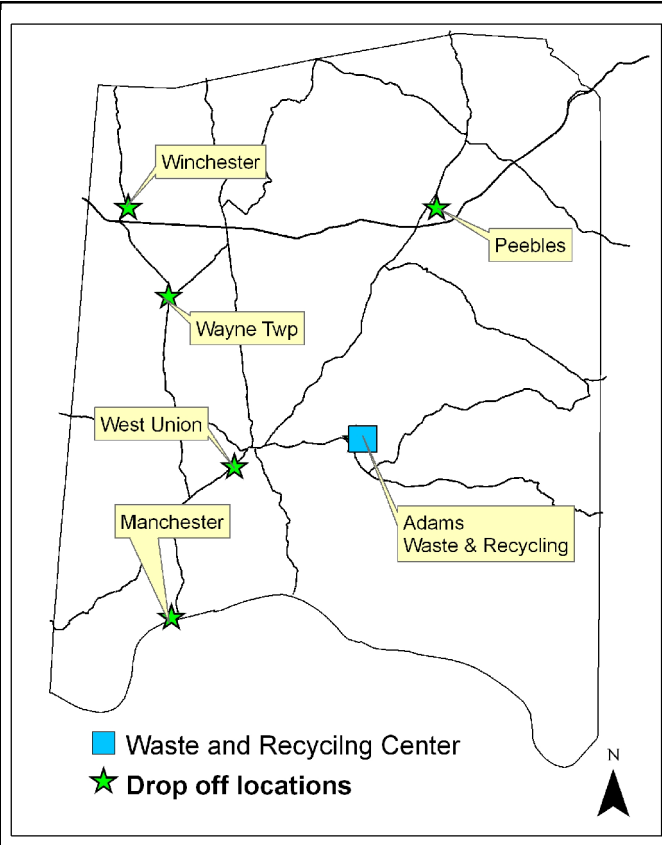 Winchester
Peebles
Wayne Twp
West Union
Manchester
Adams
Waste & Recycling
Waste and Recycilng Center
Drop off locations
N